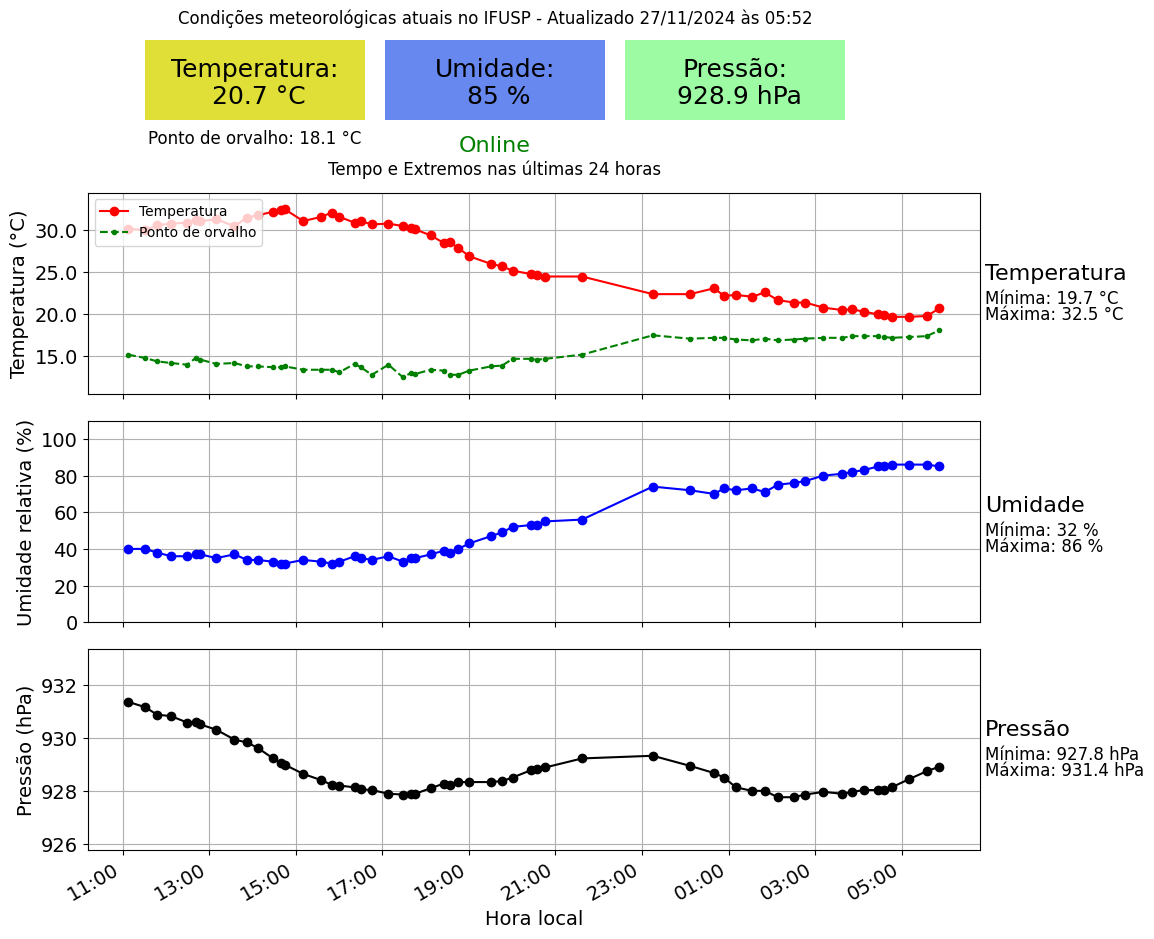 Condições meteorológicas atuais no IFUSP - Atualizado 27/11/2024 às 05:52
Temperatura:
20.7 °C
Umidade:
85 %
Pressão:
928.9 hPa
Ponto de orvalho: 18.1 °C
Online
Tempo e Extremos nas últimas 24 horas
Temperatura (°C)
30.0
25.0
20.0
15.0
Temperatura
Ponto de orvalho
Temperatura
Mínima: 19.7 °C
Máxima: 32.5 °C
Umidade relativa (%)
100
80
60
40
20
0
Umidade
Mínima: 32 %
Máxima: 86 %
Pressão (hPa)
932
930
928
926
Pressão
Mínima: 927.8 hPa
Máxima: 931.4 hPa
11:00 13:00 15:00 17:00 19:00 21:00 23:00 01:00 03:00 05:00
Hora local